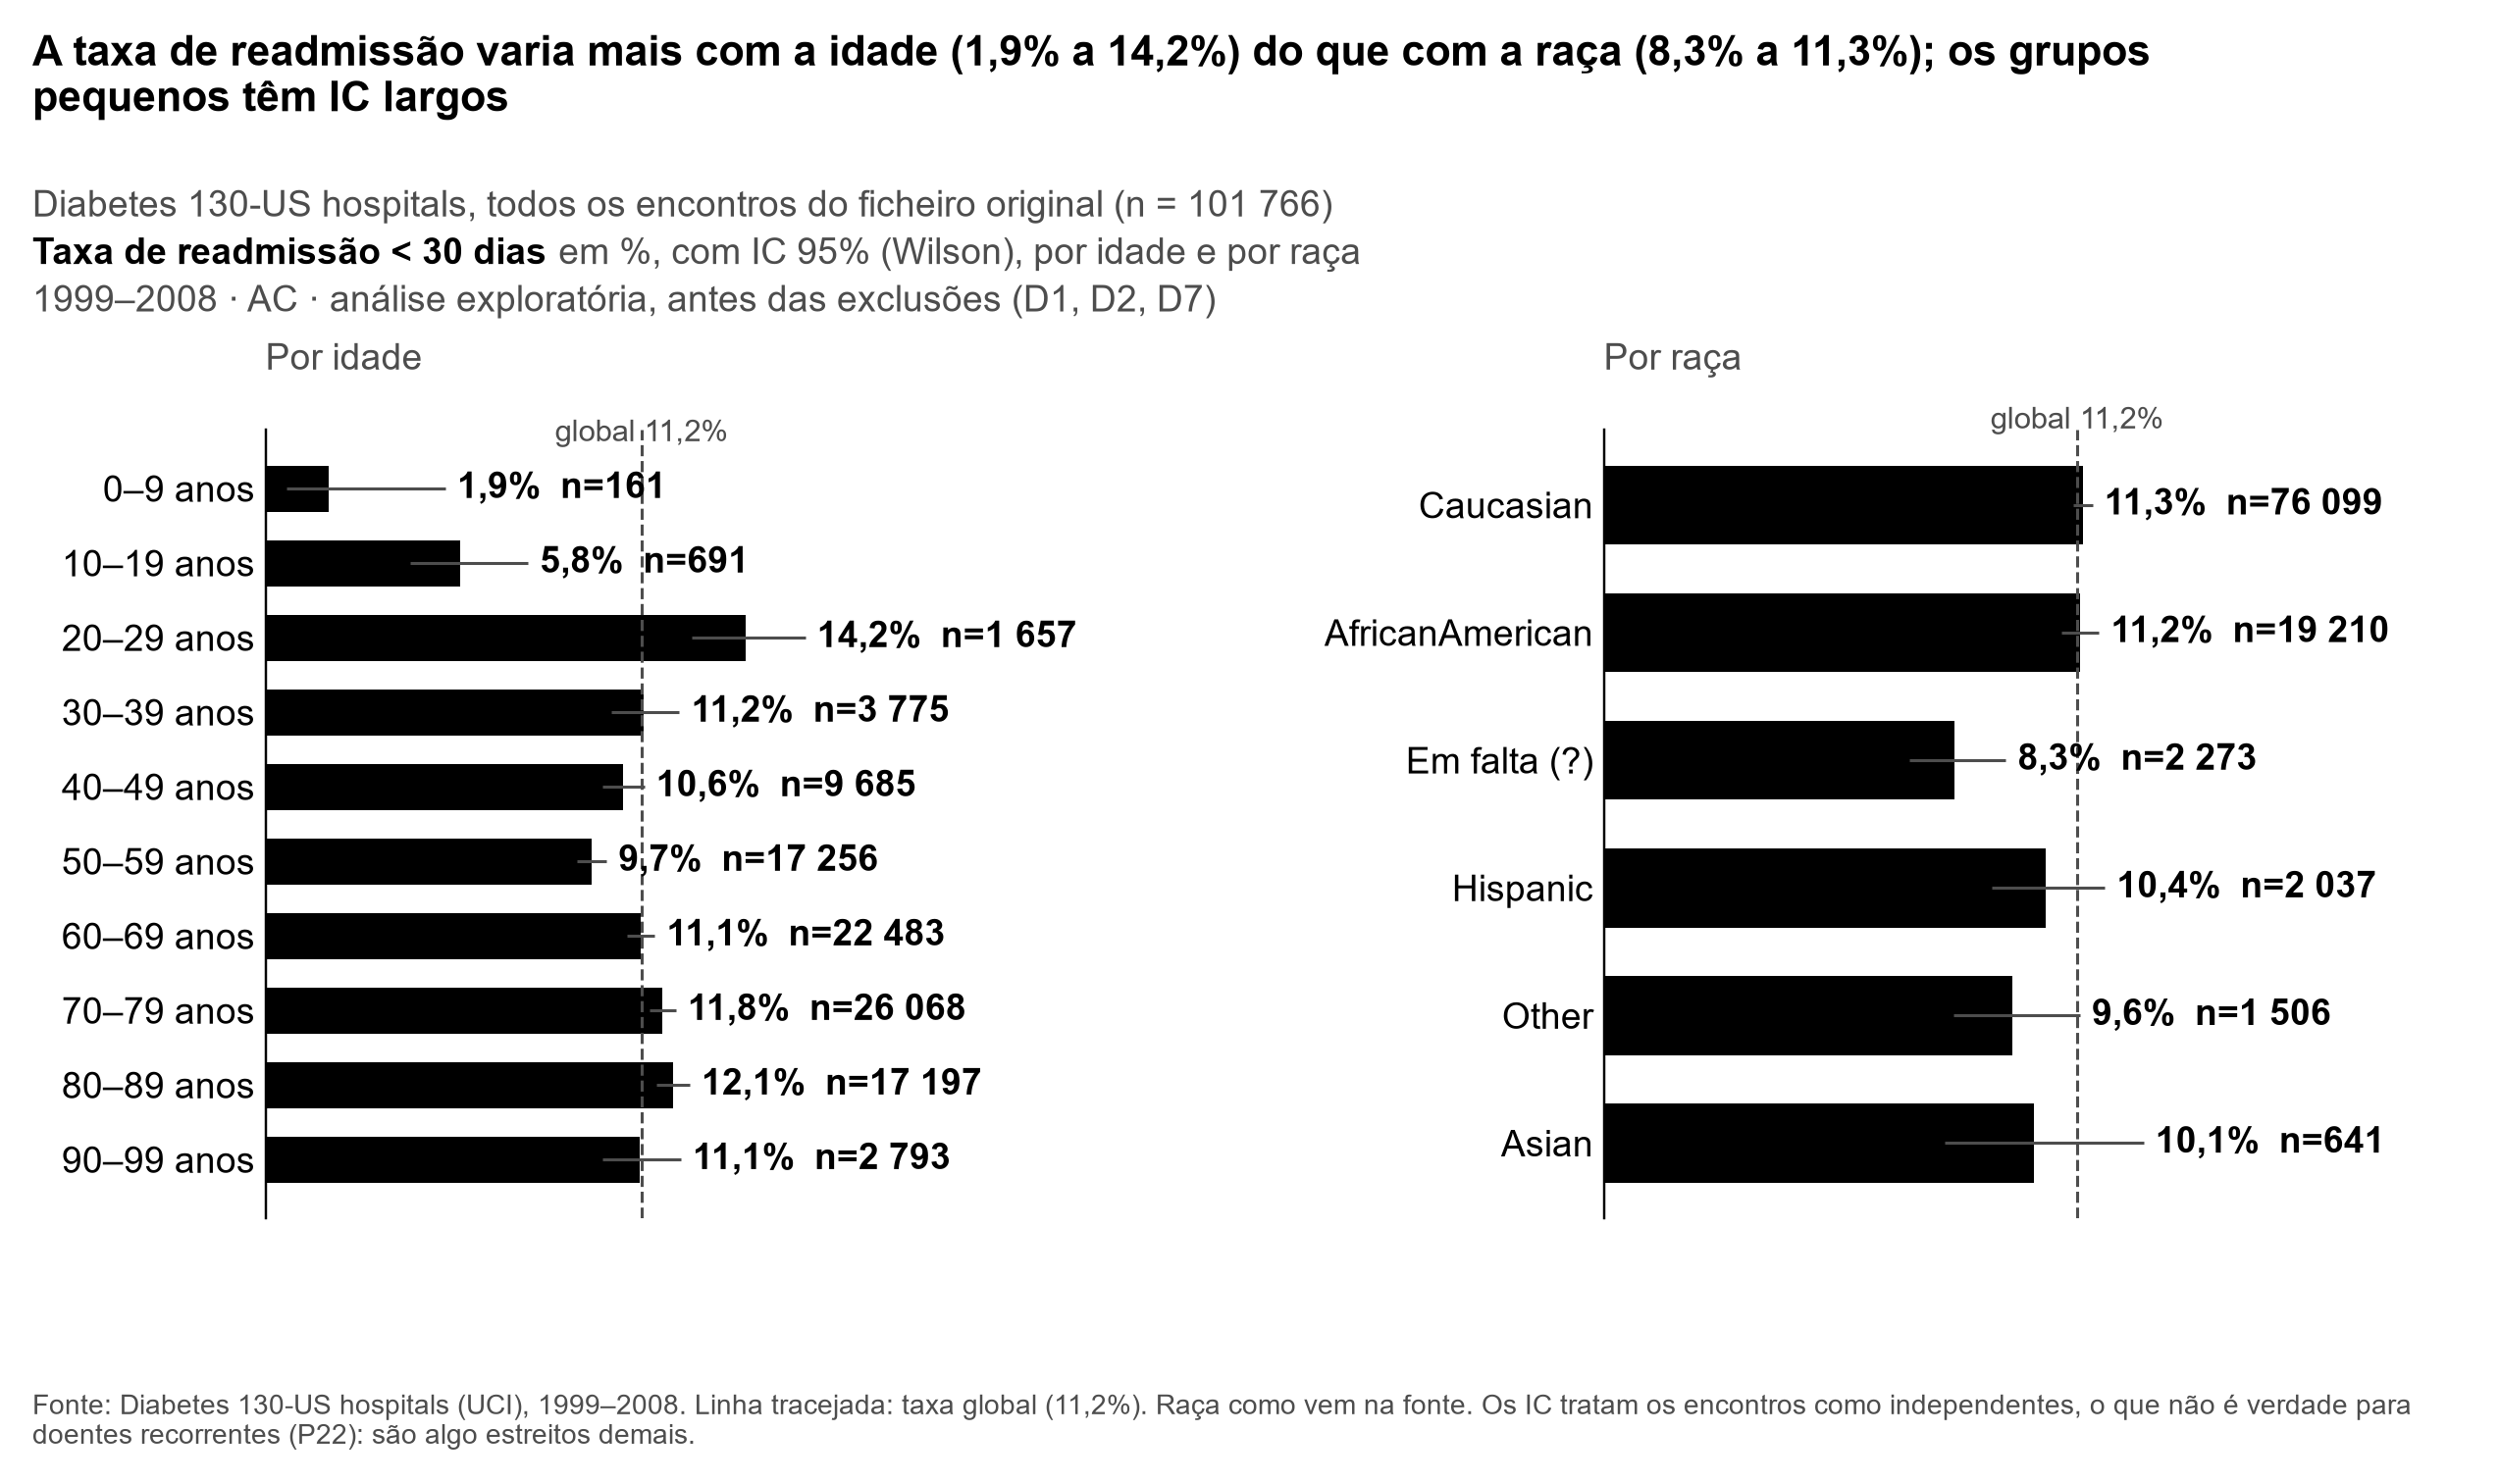 A taxa de readmissão varia mais com a idade (1,9% a 14,2%) do que com a raça (8,3% a 11,3%); os grupos
pequenos têm IC largos
Diabetes 130-US hospitals, todos os encontros do ficheiro original (n = 101 766)
Taxa de readmissão < 30 dias em %, com IC 95% (Wilson), por idade e por raça
1999–2008 · AC · análise exploratória, antes das exclusões (D1, D2, D7)
Por idade
global 11,2%
0–9 anos 1,9% n=161
10–19 anos 5,8% n=691
20–29 anos 14,2% n=1 657
30–39 anos 11,2% n=3 775
40–49 anos 10,6% n=9 685
50–59 anos 9,7% n=17 256
60–69 anos 11,1% n=22 483
70–79 anos 11,8% n=26 068
80–89 anos 12,1% n=17 197
90–99 anos 11,1% n=2 793
Por raça
global 11,2%
Caucasian 11,3% n=76 099
AfricanAmerican 11,2% n=19 210
Em falta (?) 8,3% n=2 273
Hispanic 10,4% n=2 037
Other 9,6% n=1 506
Asian 10,1% n=641
Fonte: Diabetes 130-US hospitals (UCI), 1999–2008. Linha tracejada: taxa global (11,2%). Raça como vem na fonte. Os IC tratam os encontros como independentes, o que não é verdade para
doentes recorrentes (P22): são algo estreitos demais.